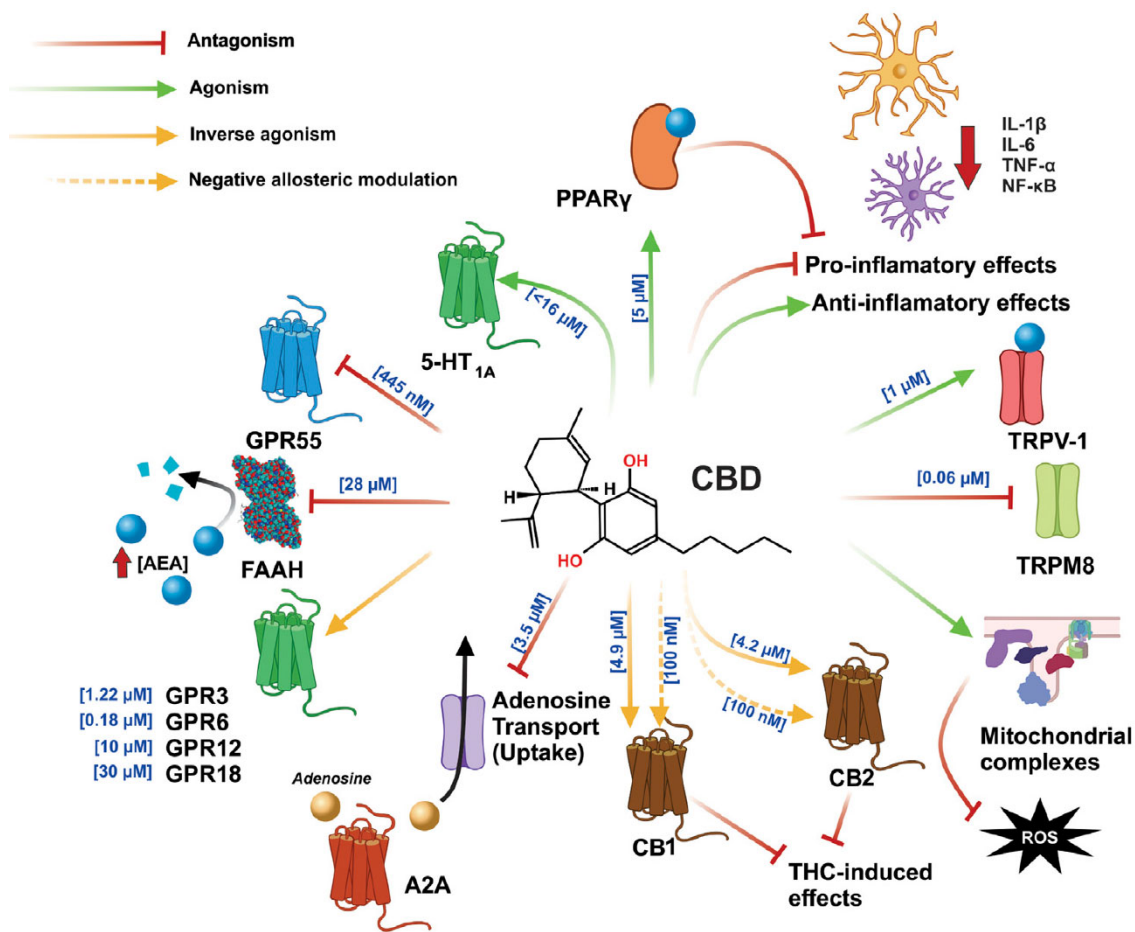 Antagonism
Agonism
Inverse agonism
Negative allosteric modulation
IL-1β
IL-6
TNF-α
NF-κB
PPARγ
Pro-inflamatory effects
Anti-inflamatory effects
[<16 µM]
[5 µM]
5-HT1A
[445 nM]
GPR55
[1 µM]
TRPV-1
[28 µM]
FAAH
[AEA]
OH
H
H
HO
CBD
[0.06 µM]
TRPM8
[3.5 µM]
[4.9 µM]
[100 nM]
[4.2 µM]
[100 nM]
[1.22 µM] GPR3
[0.18 µM] GPR6
[10 µM] GPR12
[30 µM] GPR18
Adenosine
Transport
(Uptake)
Adenosine
A2A
CB1
CB2
THC-induced
effects
Mitochondrial
complexes
ROS